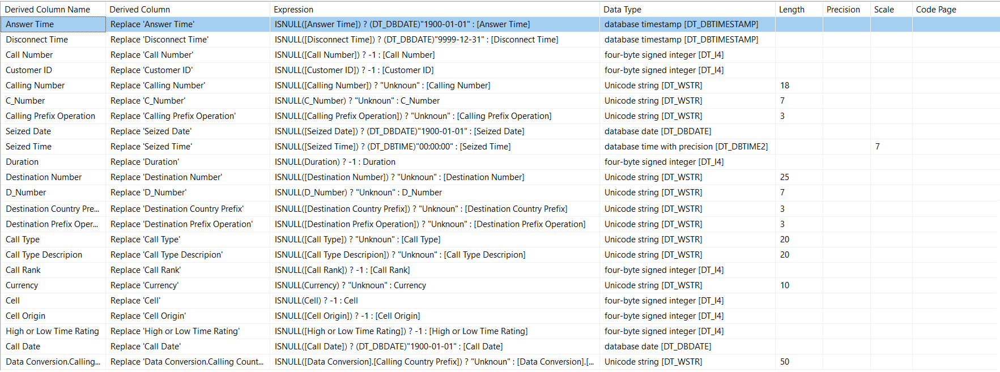 Derived Column Name Derived Column Expression Data Type Length Precision Scale Code Page
Answer Time Replace 'Answer Time' ISNULL([Answer Time]) ? (DT_DBDATE)"1900-01-01" : [Answer Time] database timestamp [DT_DBTIMESTAMP]
Disconnect Time Replace 'Disconnect Time' ISNULL([Disconnect Time]) ? (DT_DBDATE)"9999-12-31" : [Disconnect Time] database timestamp [DT_DBTIMESTAMP]
Call Number Replace 'Call Number' ISNULL([Call Number]) ? -1 : [Call Number] four-byte signed integer [DT_I4]
Customer ID Replace 'Customer ID' ISNULL([Customer ID]) ? -1 : [Customer ID] four-byte signed integer [DT_I4]
Calling Number Replace 'Calling Number' ISNULL([Calling Number]) ? "Unknoun" : [Calling Number] Unicode string [DT_WSTR] 18
C_Number Replace 'C_Number' ISNULL(C_Number) ? "Unknoun" : C_Number Unicode string [DT_WSTR] 7
Calling Prefix Operation Replace 'Calling Prefix Operation' ISNULL([Calling Prefix Operation]) ? "Unknoun" : [Calling Prefix Operation] Unicode string [DT_WSTR] 3
Seized Date Replace 'Seized Date' ISNULL([Seized Date]) ? (DT_DBDATE)"1900-01-01" : [Seized Date] database date [DT_DBDATE]
Seized Time Replace 'Seized Time' ISNULL([Seized Time]) ? (DT_DBTIME)"00:00:00" : [Seized Time] database time with precision [DT_DBTIME2] 7
Duration Replace 'Duration' ISNULL(Duration) ? -1 : Duration four-byte signed integer [DT_I4]
Destination Number Replace 'Destination Number' ISNULL([Destination Number]) ? "Unknoun" : [Destination Number] Unicode string [DT_WSTR] 25
D_Number Replace 'D_Number' ISNULL(D_Number) ? "Unknoun" : D_Number Unicode string [DT_WSTR] 7
Destination Country Pre... Replace 'Destination Country Prefix' ISNULL([Destination Country Prefix]) ? "Unknoun" : [Destination Country Prefix] Unicode string [DT_WSTR] 3
Destination Prefix Oper... Replace 'Destination Prefix Operation' ISNULL([Destination Prefix Operation]) ? "Unknoun" : [Destination Prefix Operation] Unicode string [DT_WSTR] 3
Call Type Replace 'Call Type' ISNULL([Call Type]) ? "Unknoun" : [Call Type] Unicode string [DT_WSTR] 20
Call Type Descripion Replace 'Call Type Descripion' ISNULL([Call Type Descripion]) ? "Unknoun" : [Call Type Descripion] Unicode string [DT_WSTR] 20
Call Rank Replace 'Call Rank' ISNULL([Call Rank]) ? -1 : [Call Rank] four-byte signed integer [DT_I4]
Currency Replace 'Currency' ISNULL(Currency) ? "Unknoun" : Currency Unicode string [DT_WSTR] 10
Cell Replace 'Cell' ISNULL(Cell) ? -1 : Cell four-byte signed integer [DT_I4]
Cell Origin Replace 'Cell Origin' ISNULL([Cell Origin]) ? -1 : [Cell Origin] four-byte signed integer [DT_I4]
High or Low Time Rating Replace 'High or Low Time Rating' ISNULL([High or Low Time Rating]) ? -1 : [High or Low Time Rating] four-byte signed integer [DT_I4]
Call Date Replace 'Call Date' ISNULL([Call Date]) ? (DT_DBDATE)"1900-01-01" : [Call Date] database date [DT_DBDATE]
Data Conversion.Calling... Replace 'Data Conversion.Calling Count... ISNULL([Data Conversion].[Calling Country Prefix]) ? "Unknoun" : [Data Conversion].[... Unicode string [DT_WSTR] 50